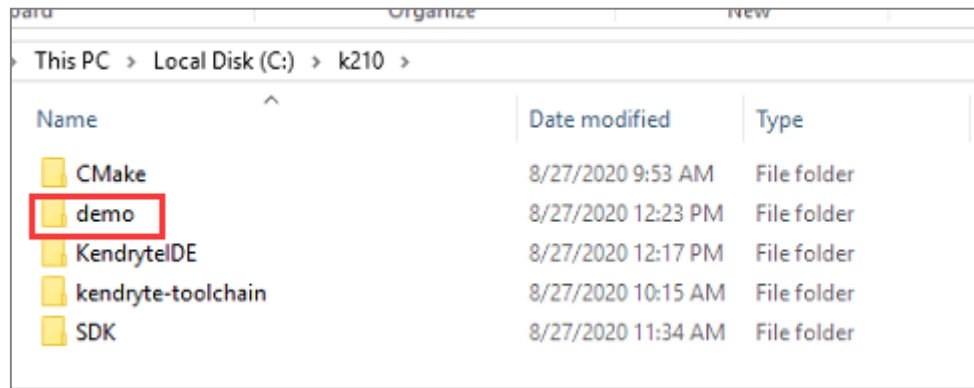 Organize
New
This PC > Local Disk (C:) > k210 >
Name Date modified Type
CMake 8/27/2020 9:53 AM File folder
demo 8/27/2020 12:23 PM File folder
KendryteIDE 8/27/2020 12:17 PM File folder
kendryte-toolchain 8/27/2020 10:15 AM File folder
SDK 8/27/2020 11:34 AM File folder